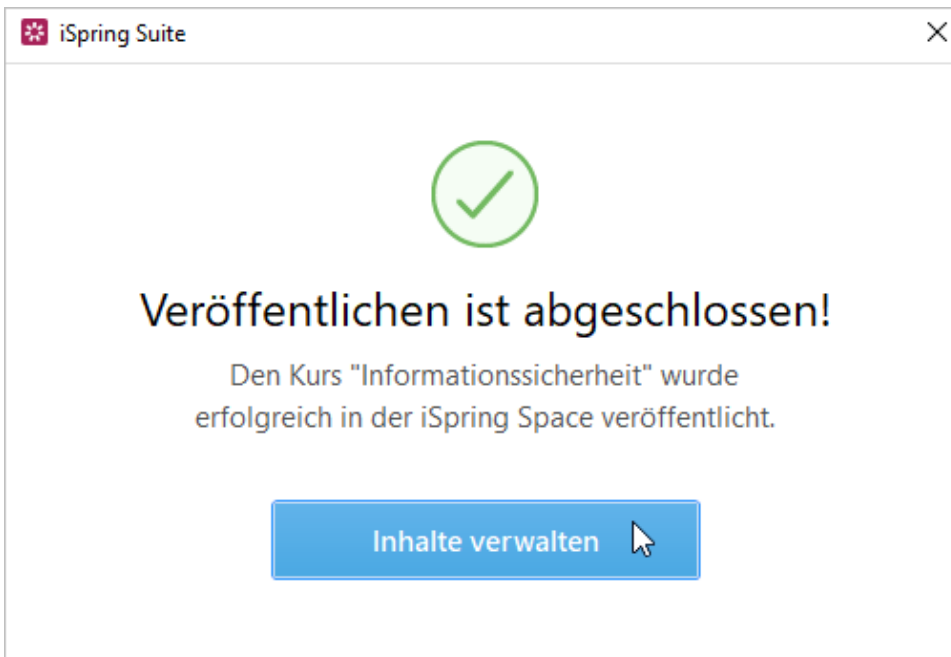 iSpring Suite
Veröffentlichen ist abgeschlossen!
Den Kurs "Informationssicherheit" wurde
erfolgreich in der iSpring Space veröffentlicht.
Inhalte verwalten